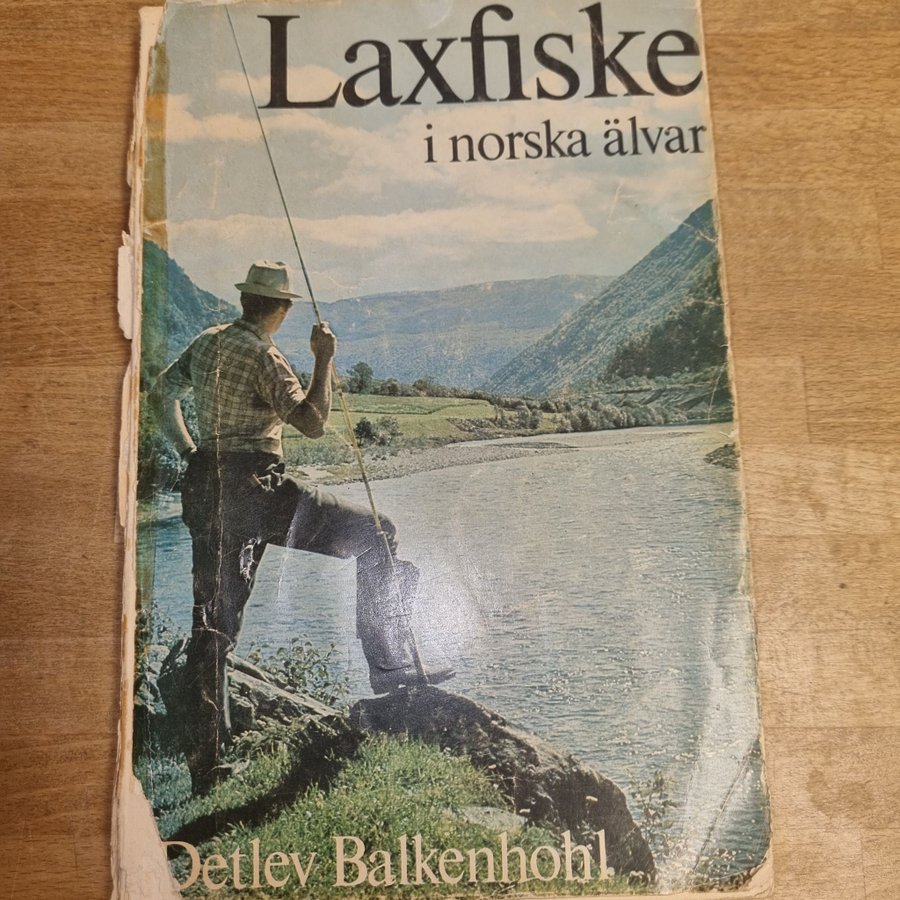 Laxfiske
i norska älvar
Detlev Balkenhohl